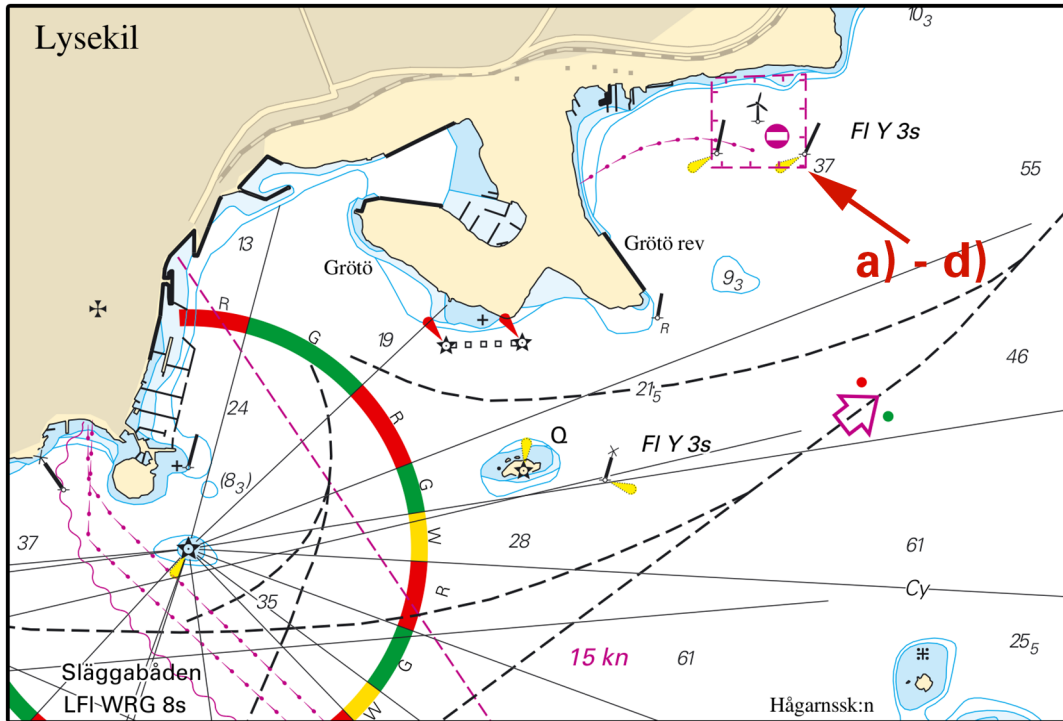 Lysekil
10₃
Fl Y 3s
37
55
a) - d)
Grötö rev
13
Grötö
9₃
R
R
G
19
46
21₅
R
24
Q
Fl Y 3s
(8₃)
G
37
W
28
61
R
Cy
35
15 kn
61
25₅
G
Släggabåden
LFl WRG 8s
W
Hågarnssk:n